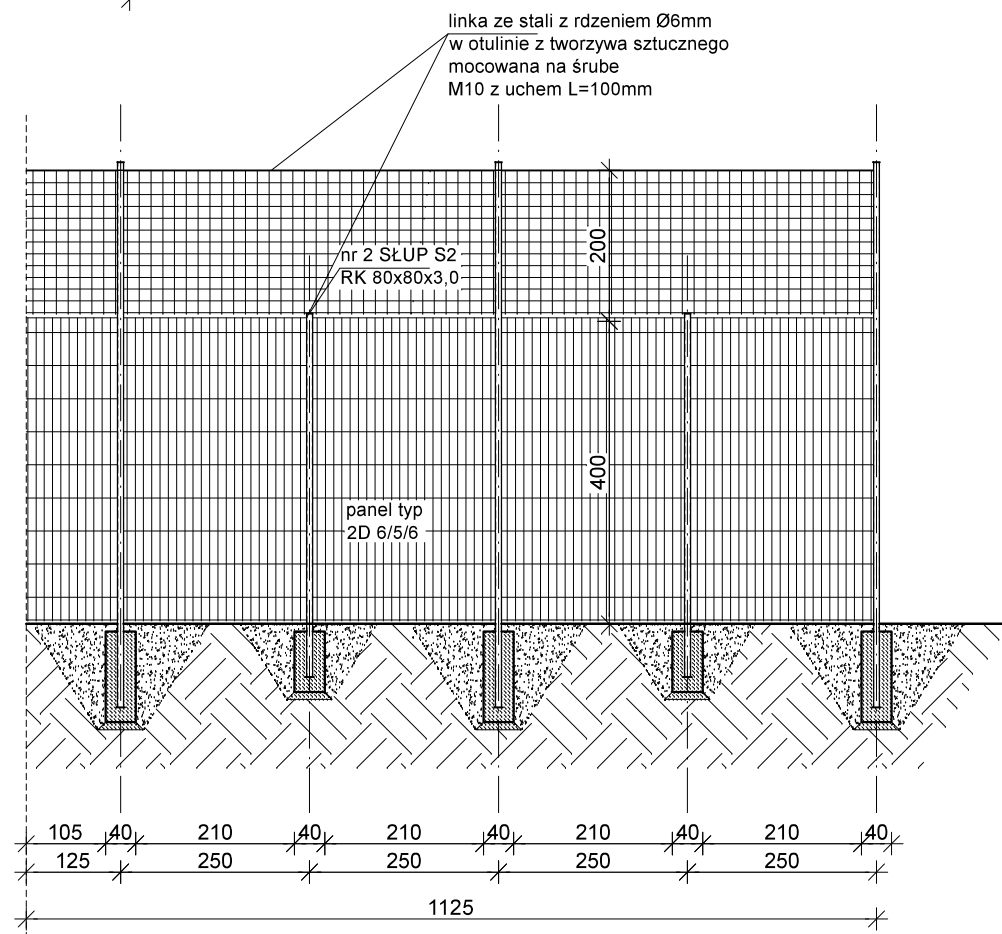 linka ze stali z rdzeniem Ø6mm
w otulinie z tworzywa sztucznego
mocowana na śrube
M10 z uchem L=100mm
200
nr 2 SŁUP S2
RK 80x80x3,0
400
panel typ
2D 6/5/6
105 40 210 40 210 40 210 40 210 40
125 250 250 250 250
1125